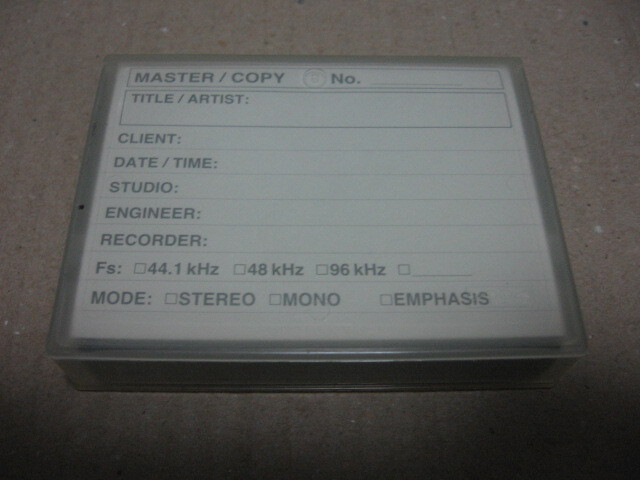 MASTER / COPY No.
TITLE / ARTIST:
CLIENT:
DATE / TIME:
STUDIO:
ENGINEER:
RECORDER:
Fs: □44.1 kHz □48 kHz □96 kHz □
MODE: □STEREO □MONO □EMPHASIS